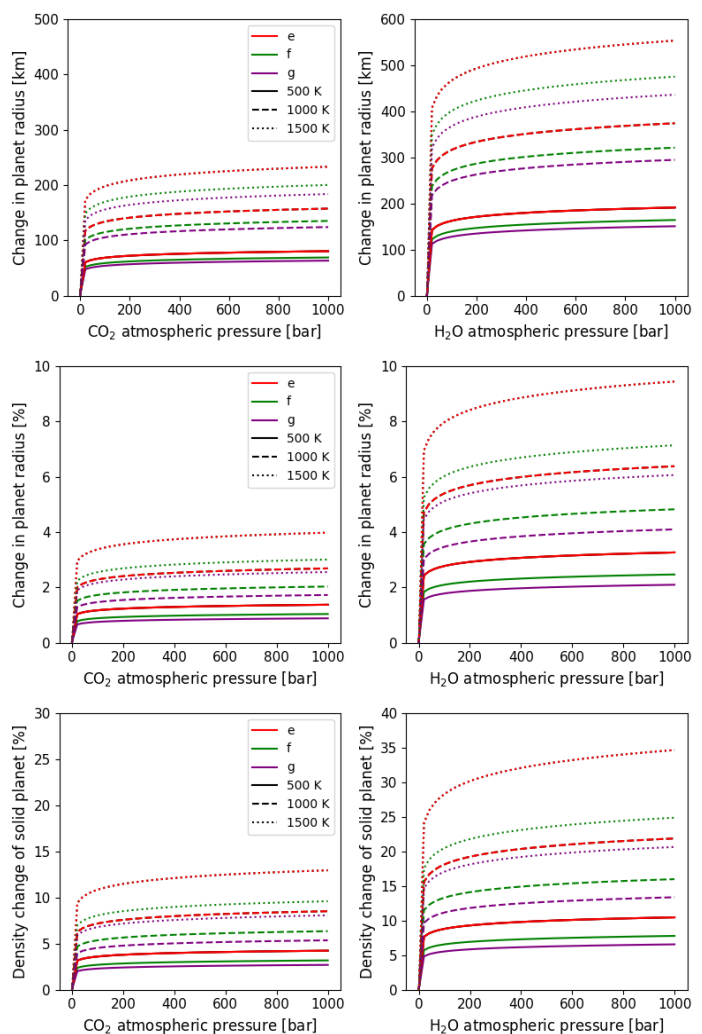 500
400
300
200
100
0
Change in planet radius [km]
0 200 400 600 800 1000
CO2 atmospheric pressure [bar]
e
f
g
500 K
1000 K
1500 K
600
500
400
300
200
100
0
Change in planet radius [km]
0 200 400 600 800 1000
H2O atmospheric pressure [bar]
10
8
6
4
2
0
Change in planet radius [%]
0 200 400 600 800 1000
CO2 atmospheric pressure [bar]
e
f
g
500 K
1000 K
1500 K
10
8
6
4
2
0
Change in planet radius [%]
0 200 400 600 800 1000
H2O atmospheric pressure [bar]
30
25
20
15
10
5
0
Density change of solid planet [%]
0 200 400 600 800 1000
CO2 atmospheric pressure [bar]
e
f
g
500 K
1000 K
1500 K
40
35
30
25
20
15
10
5
0
Density change of solid planet [%]
0 200 400 600 800 1000
H2O atmospheric pressure [bar]